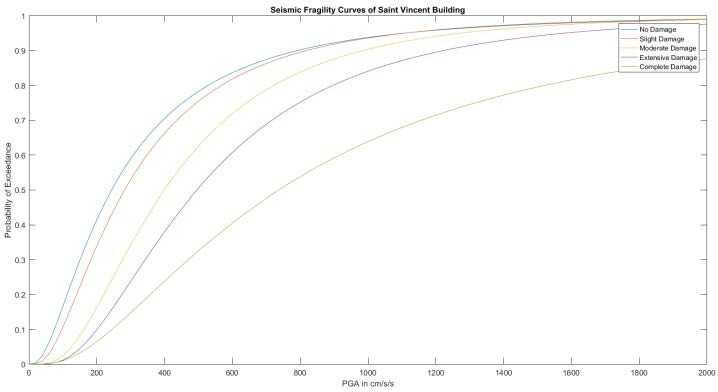 Seismic Fragility Curves of Saint Vincent Building
1
0.9
0.8
0.7
0.6
0.5
0.4
0.3
0.2
0.1
0
Probability of Exceedance
No Damage
Slight Damage
Moderate Damage
Extensive Damage
Complete Damage
0 200 400 600 800 1000 1200 1400 1600 1800 2000
PGA in cm/s/s